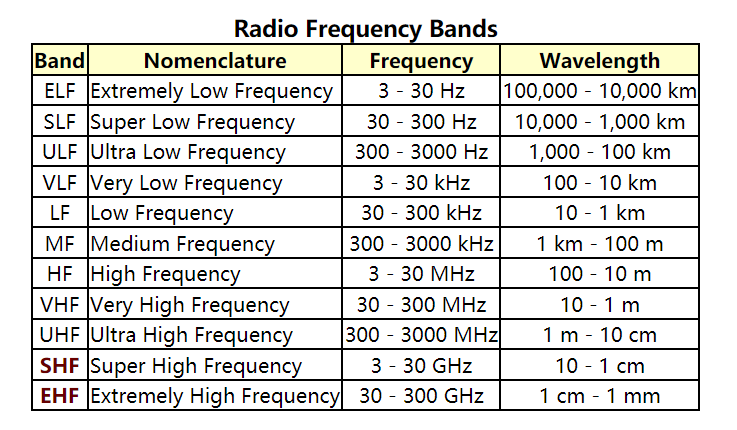 Radio Frequency Bands
Band Nomenclature Frequency Wavelength
ELF Extremely Low Frequency 3 - 30 Hz 100,000 - 10,000 km
SLF Super Low Frequency 30 - 300 Hz 10,000 - 1,000 km
ULF Ultra Low Frequency 300 - 3000 Hz 1,000 - 100 km
VLF Very Low Frequency 3 - 30 kHz 100 - 10 km
LF Low Frequency 30 - 300 kHz 10 - 1 km
MF Medium Frequency 300 - 3000 kHz 1 km - 100 m
HF High Frequency 3 - 30 MHz 100 - 10 m
VHF Very High Frequency 30 - 300 MHz 10 - 1 m
UHF Ultra High Frequency 300 - 3000 MHz 1 m - 10 cm
SHF Super High Frequency 3 - 30 GHz 10 - 1 cm
EHF Extremely High Frequency 30 - 300 GHz 1 cm - 1 mm